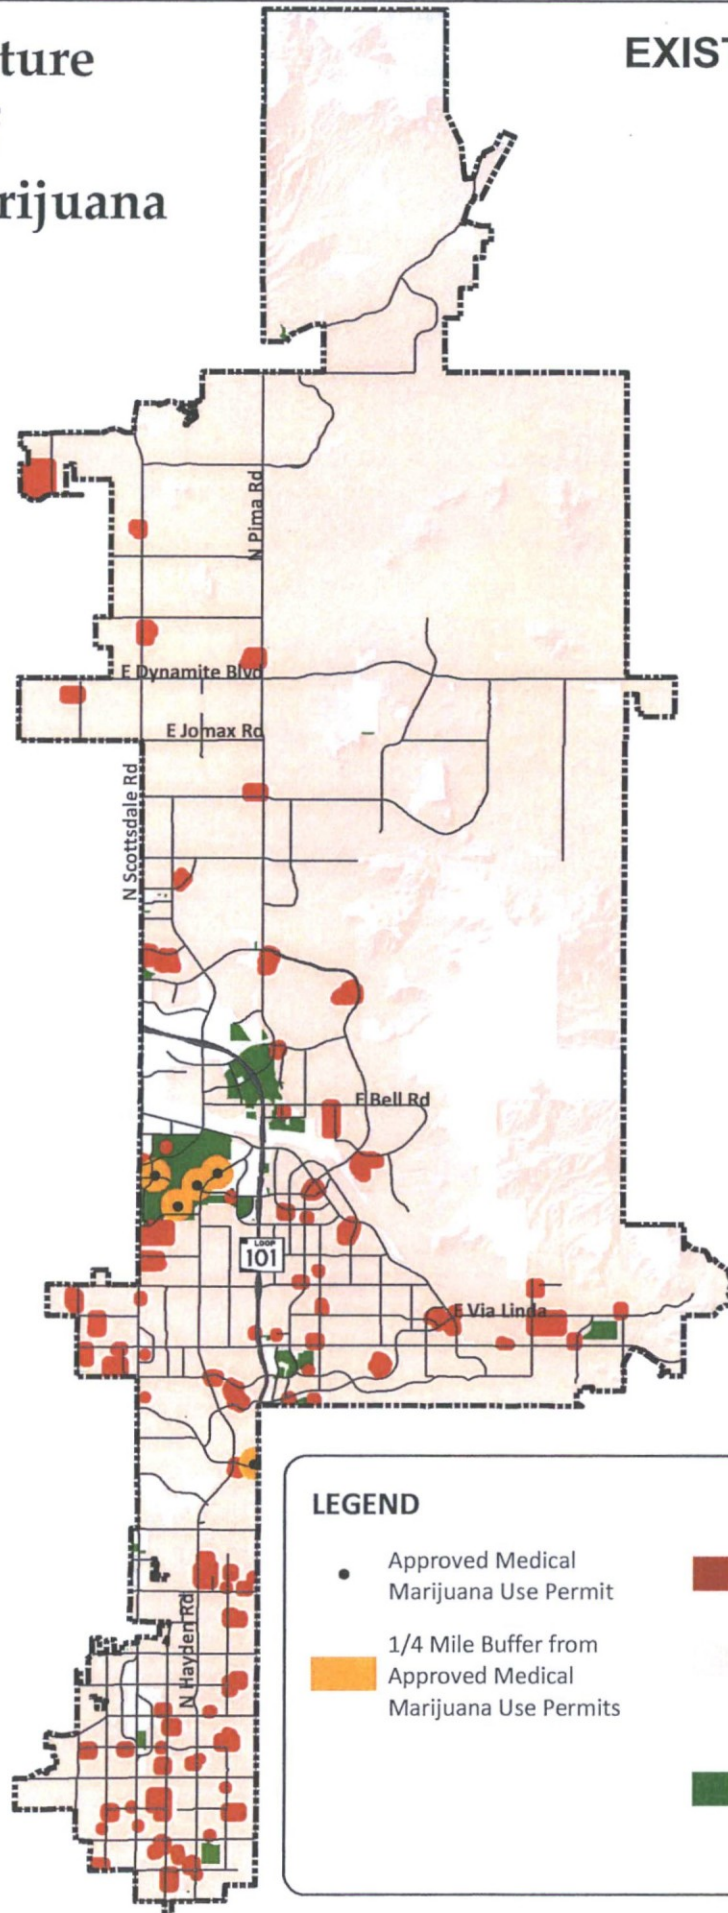 ture
EXIST
rijuana
N Pima Rd
E Dynamite Blvd
E Jomax Rd
N Scottsdale Rd
E Bell Rd
LOOP
101
E Via Linda
LEGEND
Approved Medical
Marijuana Use Permit
1/4 Mile Buffer from
Approved Medical
Marijuana Use Permits
N Hayden Rd